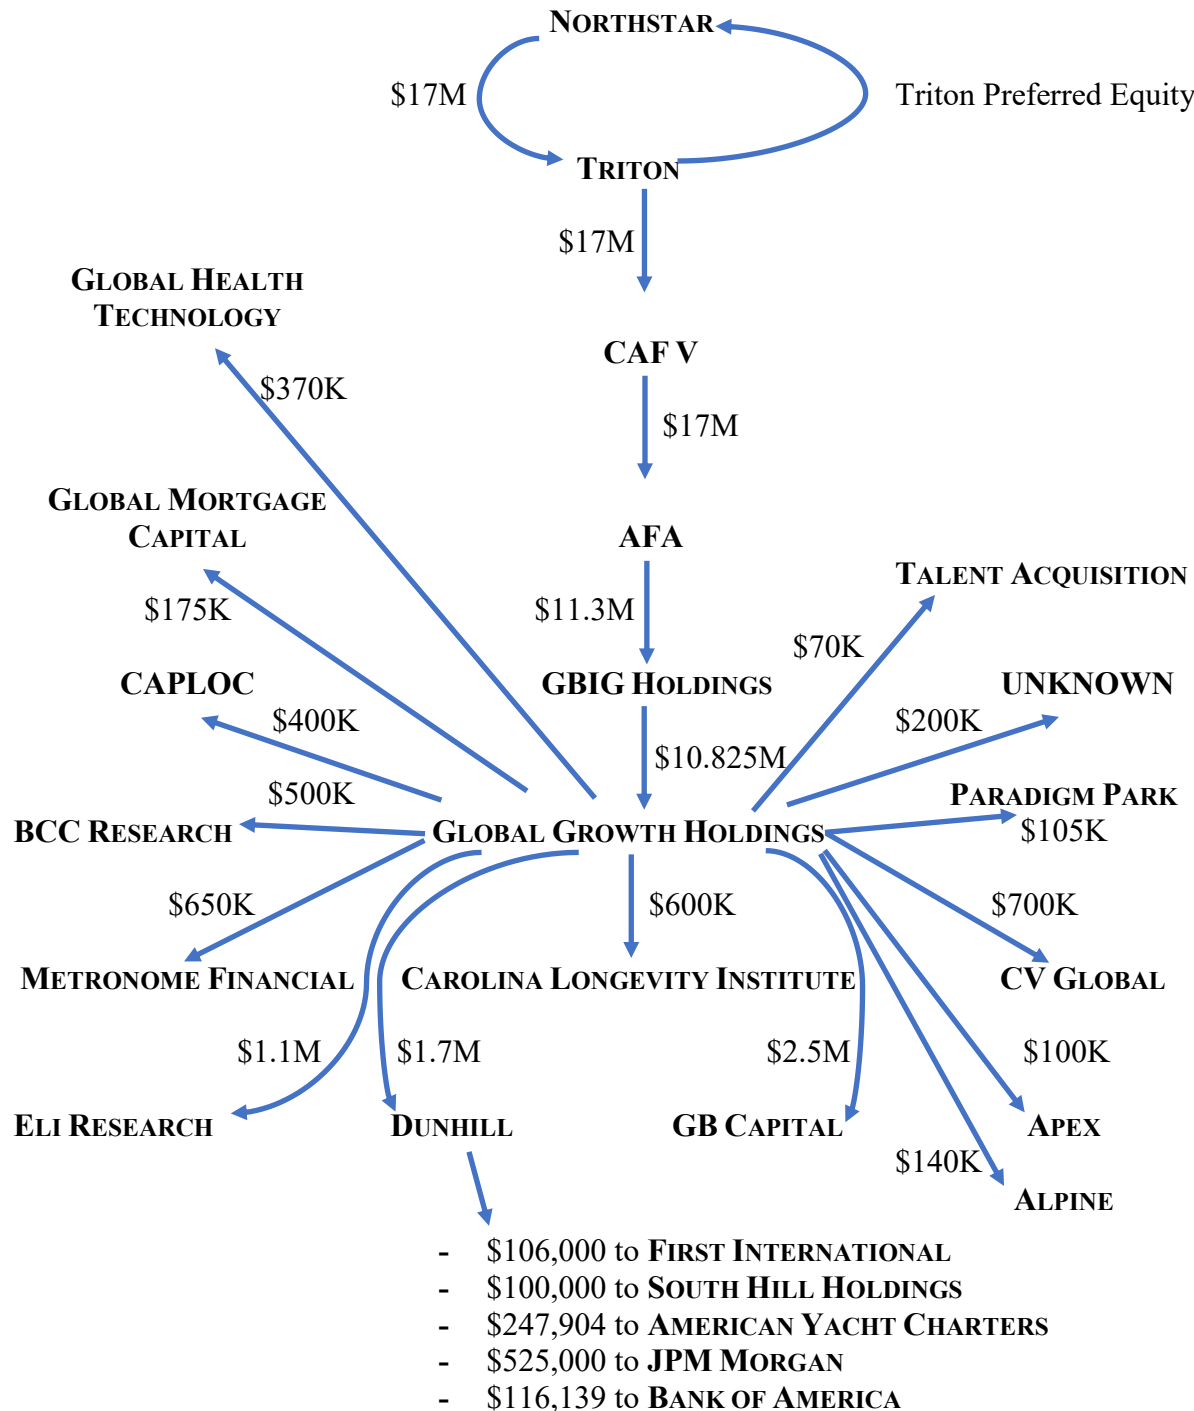 NORTHSTAR
$17M
Triton Preferred Equity
TRITON
$17M
GLOBAL HEALTH
TECHNOLOGY
CAF V
$370K
$17M
GLOBAL MORTGAGE
CAPITAL
AFA
TALENT ACQUISITION
$175K
$11.3M
$70K
CAPLOC
GBIG HOLDINGS
UNKNOWN
$400K
$200K
$10.825M
$500K
PARADIGM PARK
BCC RESEARCH
GLOBAL GROWTH HOLDINGS
$105K
$650K
$600K
$700K
METRONOME FINANCIAL
CAROLINA LONGEVITY INSTITUTE
CV GLOBAL
$1.1M
$1.7M
$2.5M
$100K
ELI RESEARCH
DUNHILL
GB CAPITAL
APEX
$140K
ALPINE
- $106,000 to FIRST INTERNATIONAL
- $100,000 to SOUTH HILL HOLDINGS
- $247,904 to AMERICAN YACHT CHARTERS
- $525,000 to JPM MORGAN
- $116,139 to BANK OF AMERICA